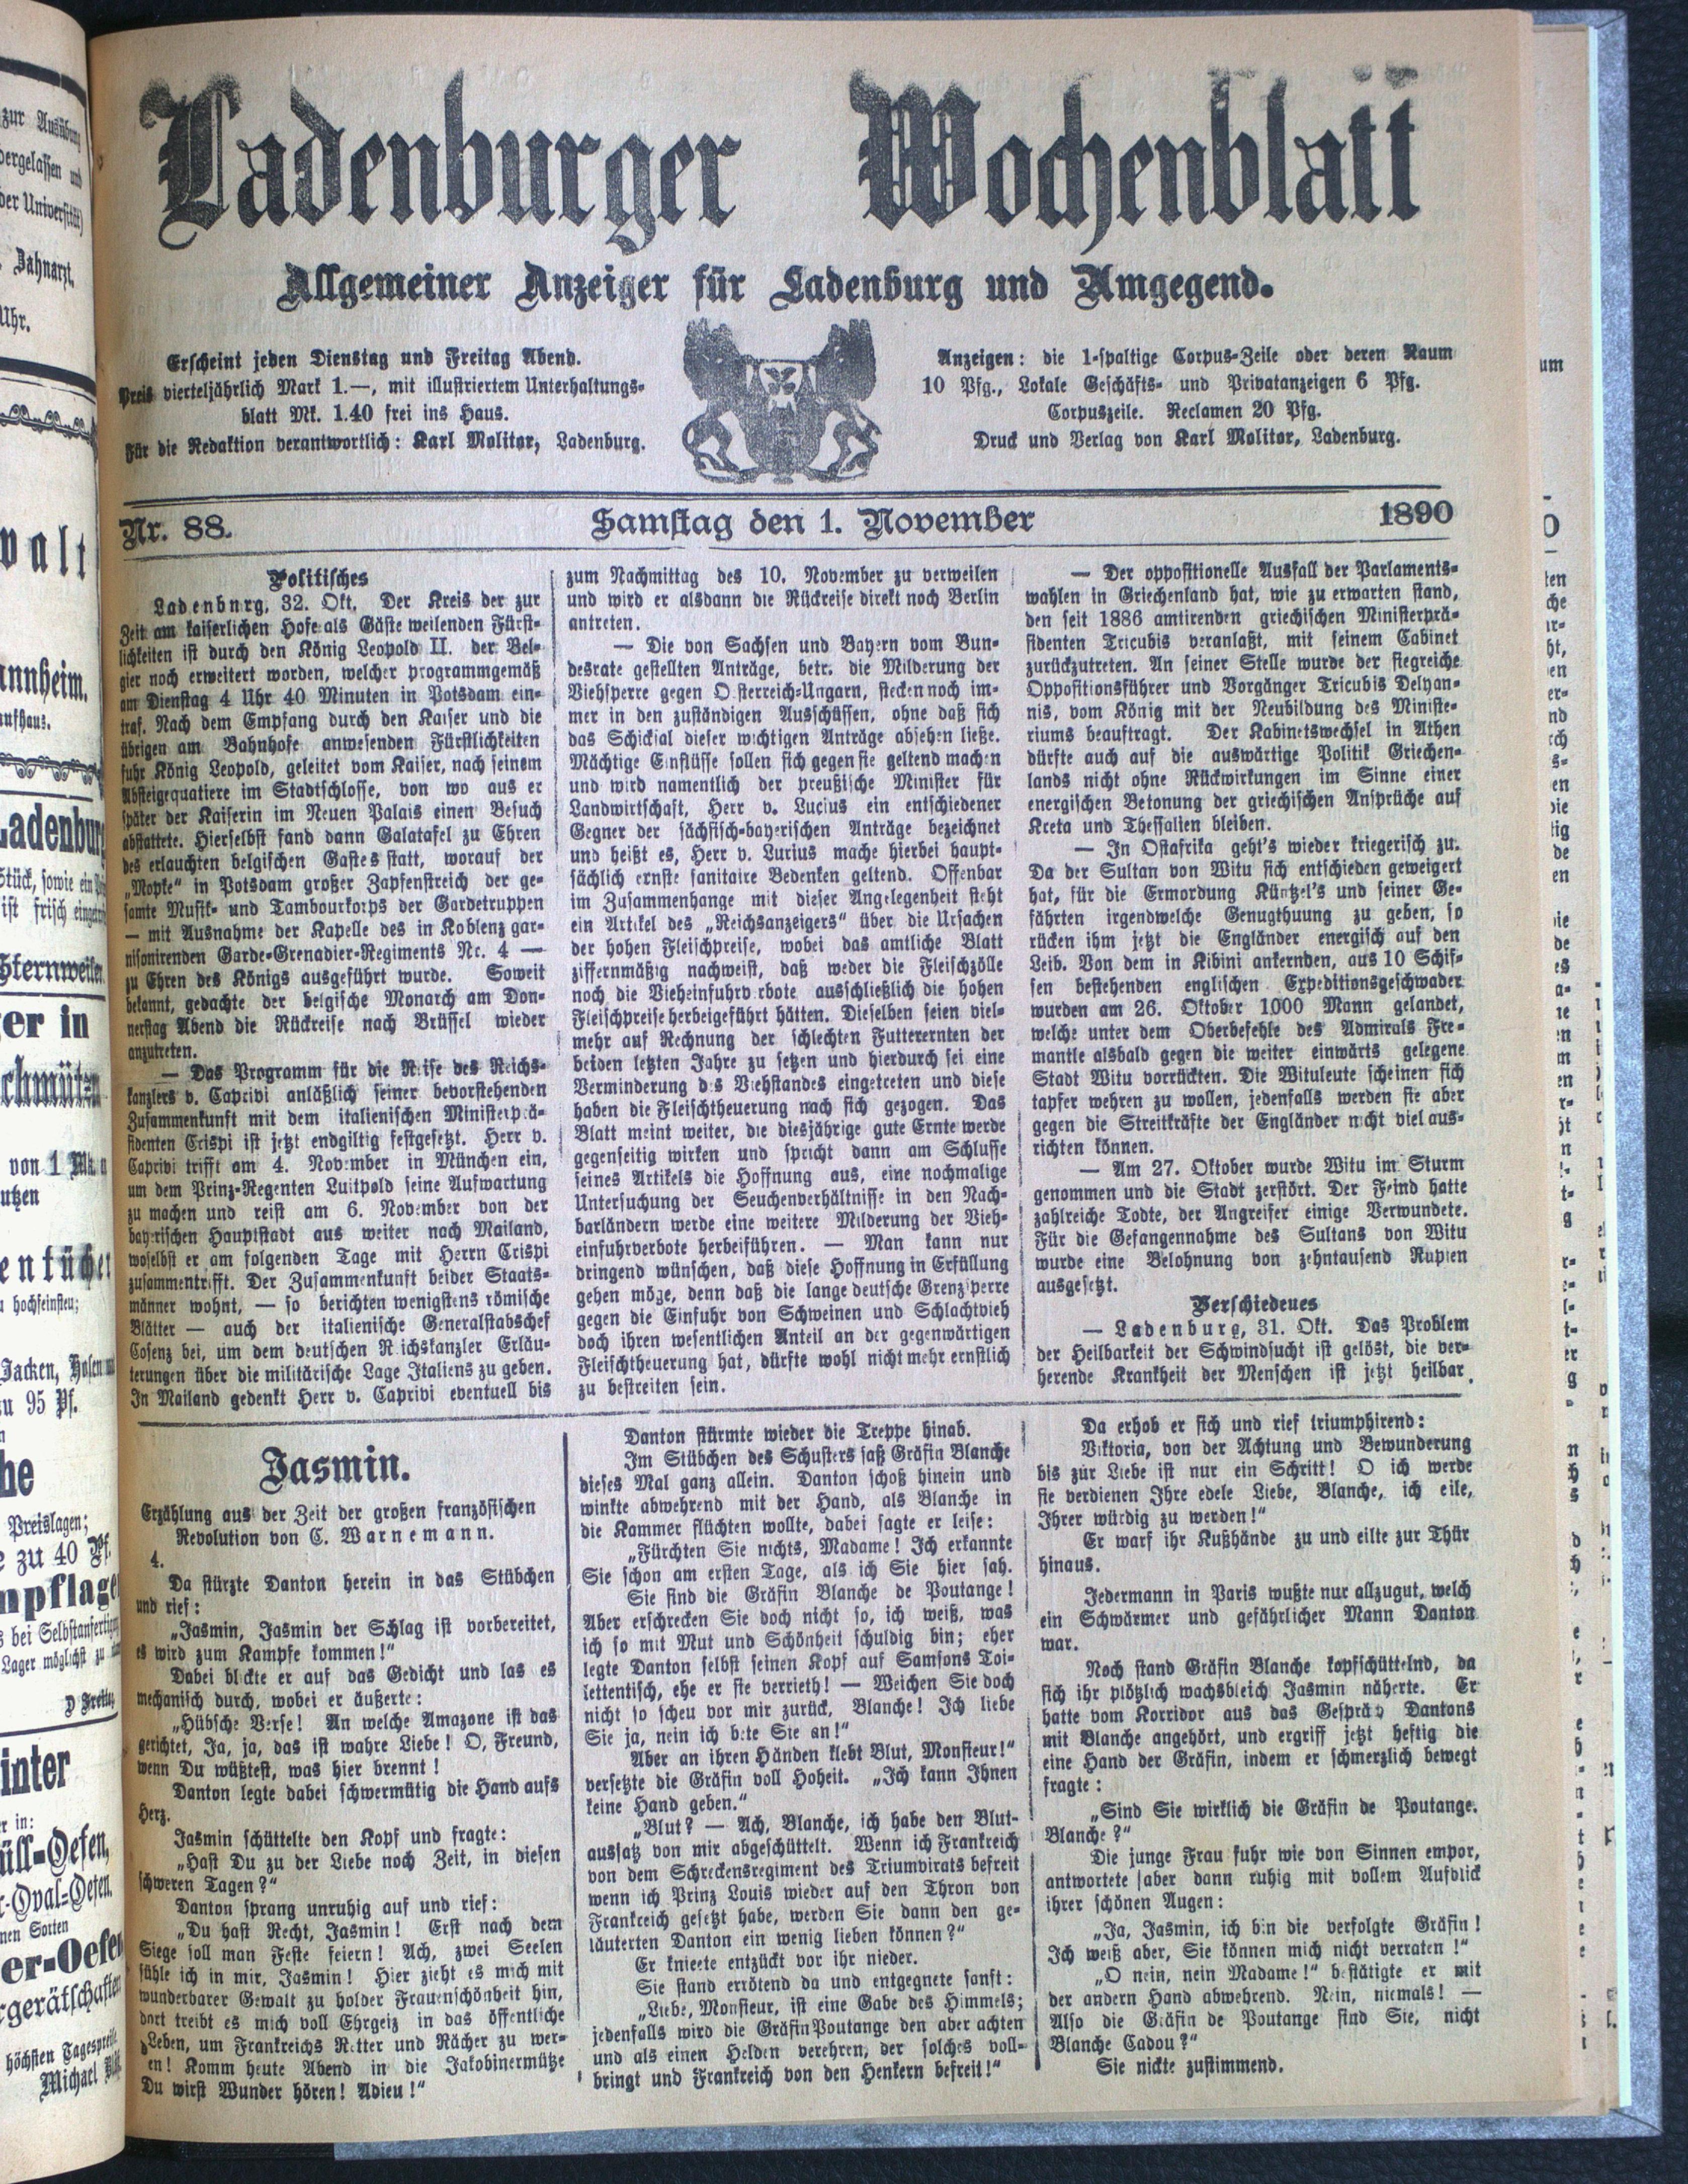 Ladenburger Wochenblatt
Allgemeiner Anzeiger für Ladenburg und Umgegend.
Erscheint jeden Dienstag und Freitag Abend.
Preis vierteljährlich Mark 1.—, mit illustriertem Unterhaltungs-
blatt Mk. 1.40 frei ins Haus.
Für die Redaktion verantwortlich: Karl Molitor, Ladenburg.
Anzeigen: die 1-spaltige Corpus-Zeile oder deren Raum
10 Pfg., Lokale Geschäfts- und Privatanzeigen 6 Pfg.
Corpuszeile. Reclamen 20 Pfg.
Druck und Verlag von Karl Molitor, Ladenburg.
Nr. 88. Samstag den 1. November 1890
Politisches
Ladenbnrg, 32. Okt. Der Kreis der zur
Zeit am kaiserlichen Hofe als Gäste weilenden Fürst-
lichkeiten ist durch den König Leopold II. der Bel-
gier noch erweitert worden, welcher programmgemäß
am Dienstag 4 Uhr 40 Minuten in Potsdam ein-
traf. Nach dem Empfang durch den Kaiser und die
übrigen am Bahnhofe anwesenden Fürstlichkeiten
fuhr König Leopold, geleitet vom Kaiser, nach seinem
Absteigequatiere im Stadtschlosse, von wo aus er
später der Kaiserin im Neuen Palais einen Besuch
abstattete. Hierselbst fand dann Galatafel zu Ehren
des erlauchten belgischen Gastes statt, worauf der
„Mopke“ in Potsdam großer Zapfenstreich der ge-
samte Musik- und Tambourkorps der Gardetruppen
— mit Ausnahme der Kapelle des in Koblenz gar-
nisonirenden Garde-Grenadier-Regiments Nr. 4 —
zu Ehren des Königs ausgeführt wurde. Soweit
bekannt, gedachte der belgische Monarch am Don-
nerstag Abend die Rückreise nach Brüssel wieder
anzutreten.
— Das Programm für die Reise des Reichs-
kanzlers v. Caprivi anläßlich seiner bevorstehenden
Zusammenkunft mit dem italienischen Ministerprä-
sidenten Crispi ist jetzt endgiltig festgesetzt. Herr v.
Caprivi trifft am 4. November in München ein,
um dem Prinz-Regenten Luitpold seine Aufwartung
zu machen und reist am 6. November von der
bayrischen Hauptstadt aus weiter nach Mailand,
woselbst er am folgenden Tage mit Herrn Crispi
zusammentrifft. Der Zusammenkunft beider Staats-
männer wohnt, — so berichten wenigstens römische
Blätter — auch der italienische Generalstabschef
Cosenz bei, um dem deutschen Richskanzler Erläu-
terungen über die militärische Lage Italiens zu geben.
In Mailand gedenkt Herr v. Caprivi eventuell bis
zum Nachmittag des 10. November zu verweilen
und wird er alsdann die Rückreise direkt noch Berlin
antreten.
— Die von Sachsen und Bayern vom Bun-
desrate gestellten Anträge, betr. die Milderung der
Viehsperre gegen Österreich-Ungarn, stecken noch im-
mer in den zuständigen Ausschüssen, ohne daß sich
das Schicksal dieser wichtigen Anträge absehen ließe.
Mächtige Einflüsse sollen sich gegen sie geltend machen
und wird namentlich der preußische Minister für
Landwirtschaft, Herr v. Lucius ein entschiedener
Gegner der sächsisch-bayerischen Anträge bezeichnet
und heißt es, Herr v. Lurius mache hierbei haupt-
sächlich ernste sanitaire Bedenken geltend. Offenbar
im Zusammenhange mit dieser Angelegenheit steht
ein Artikel des „Reichsanzeigers“ über die Ursachen
der hohen Fleischpreise, wobei das amtliche Blatt
ziffernmäßig nachweist, daß weder die Fleischzölle
noch die Vieheinfuhrv rbote ausschließlich die hohen
Fleischpreise herbeigeführt hätten. Dieselben seien viel-
mehr auf Rechnung der schlechten Futterernten der
beiden letzten Jahre zu setzen und hierdurch sei eine
Verminderung des Viehstandes eingetreten und diese
haben die Fleischtheuerung nach sich gezogen. Das
Blatt meint weiter, die diesjährige gute Ernte werde
gegenseitig wirken und spricht dann am Schlusse
seines Artikels die Hoffnung aus, eine nochmalige
Untersuchung der Seuchenverhältnisse in den Nach-
barländern werde eine weitere Milderung der Vieh-
einfuhrverbote herbeiführen. — Man kann nur
dringend wünschen, daß diese Hoffnung in Erfüllung
gehen möge, denn daß die lange deutsche Grenzsperre
gegen die Einfuhr von Schweinen und Schlachtvieh
doch ihren wesentlichen Anteil an der gegenwärtigen
Fleischtheuerung hat, dürfte wohl nicht mehr ernstlich
zu bestreiten sein.
— Der oppositionelle Ausfall der Parlaments-
wahlen in Griechenland hat, wie zu erwarten stand,
den seit 1886 amtirenden griechischen Ministerprä-
sidenten Tricubis veranlaßt, mit seinem Cabinet
zurückzutreten. An seiner Stelle wurde der siegreiche
Oppositionsführer und Vorgänger Tricubis Delyan-
nis, vom König mit der Neubildung des Ministe-
riums beauftragt. Der Kabinetswechsel in Athen
dürfte auch auf die auswärtige Politik Griechen-
lands nicht ohne Rückwirkungen im Sinne einer
energischen Betonung der griechischen Ansprüche auf
Kreta und Thessalien bleiben.
— In Ostafrika geht's wieder kriegerisch zu.
Da der Sultan von Witu sich entschieden geweigert
hat, für die Ermordung Küntzel's und seiner Ge-
fährten irgendwelche Genugthuung zu geben, so
rücken ihm jetzt die Engländer energisch auf den
Leib. Von dem in Kibini ankernden, aus 10 Schif-
fen bestehenden englischen Expeditionsgeschwader
wurden am 26. Oktober 1000 Mann gelandet,
welche unter dem Oberbefehle des Admirals Fre-
mantle alsbald gegen die weiter einwärts gelegene
Stadt Witu vorrückten. Die Wituleute scheinen sich
tapfer wehren zu wollen, jedenfalls werden sie aber
gegen die Streitkräfte der Engländer nicht viel aus-
richten können.
— Am 27. Oktober wurde Witu im Sturm
genommen und die Stadt zerstört. Der Feind hatte
zahlreiche Todte, der Angreifer einige Verwundete.
Für die Gefangennahme des Sultans von Witu
wurde eine Belohnung von zehntausend Rupien
ausgesetzt.
Verschiedenes
— Ladenburg, 31. Okt. Das Problem
der Heilbarkeit der Schwindsucht ist gelöst, die ver-
herende Krankheit der Menschen ist jetzt heilbar.
Jasmin.
Erzählung aus der Zeit der großen französischen
Revolution von C. Warnemann.
4.
Da stürzte Danton herein in das Stübchen
und rief:
„Jasmin, Jasmin der Schlag ist vorbereitet,
es wird zum Kampfe kommen!“
Dabei blickte er auf das Gedicht und las es
mechanisch durch, wobei er äußerte:
„Hübsche Verse! An welche Amazone ist das
gerichtet, Ja, ja, das ist wahre Liebe! O, Freund,
wenn Du wüßtest, was hier brennt!
Danton legte dabei schwermütig die Hand aufs
Herz.
Jasmin schüttelte den Kopf und fragte:
„Hast Du zu der Liebe noch Zeit, in diesen
schweren Tagen?“
Danton sprang unruhig auf und rief:
„Du hast Recht, Jasmin! Erst nach dem
Siege soll man Feste feiern! Ach, zwei Seelen
fühle ich in mir, Jasmin! Hier zieht es mich mit
wunderbarer Gewalt zu holder Frauenschönheit hin,
dort treibt es mich voll Ehrgeiz in das öffentliche
Leben, um Frankreichs Retter und Rächer zu wer-
den! Komm heute Abend in die Jakobinermütze
Du wirst Wunder hören! Adieu!“
Danton stürmte wieder die Treppe hinab.
Im Stübchen des Schusters saß Gräfin Blanche
dieses Mal ganz allein. Danton schoß hinein und
winkte abwehrend mit der Hand, als Blanche in
die Kammer flüchten wollte, dabei sagte er leise:
„Fürchten Sie nichts, Madame! Ich erkannte
Sie schon am ersten Tage, als ich Sie hier sah.
Sie sind die Gräfin Blanche de Poutange!
Aber erschrecken Sie doch nicht so, ich weiß, was
ich so mit Mut und Schönheit schuldig bin; eher
legte Danton selbst seinen Kopf auf Samsons Toi-
lettentisch, ehe er sie verrieth! — Weichen Sie doch
nicht so scheu vor mir zurück, Blanche! Ich liebe
Sie ja, nein ich bete Sie an!“
Aber an ihren Händen klebt Blut, Monsieur!“
versetzte die Gräfin voll Hoheit. „Ich kann Ihnen
keine Hand geben.“
„Blut? — Ach, Blanche, ich habe den Blut-
aussatz von mir abgeschüttelt. Wenn ich Frankreich
von dem Schreckensregiment des Triumvirats befreit
wenn ich Prinz Louis wieder auf den Thron von
Frankreich gesetzt habe, werden Sie dann den ge-
läuterten Danton ein wenig lieben können?“
Er knieete entzückt vor ihr nieder.
Sie stand errötend da und entgegnete sanft:
„Liebe, Monsieur, ist eine Gabe des Himmels;
jedenfalls wird die Gräfin Poutange den aber achten
und als einen Helden verehren, der solches voll-
bringt und Frankreich von den Henkern befreit!“
Da erhob er sich und rief triumphirend:
Viktoria, von der Achtung und Bewunderung
bis zur Liebe ist nur ein Schritt! O ich werde
sie verdienen Ihre edele Liebe, Blanche, ich eile,
Ihrer würdig zu werden!“
Er warf ihr Kußhände zu und eilte zur Thür
hinaus.
Jedermann in Paris wußte nur allzugut, welch
ein Schwärmer und gefährlicher Mann Danton
war.
Noch stand Gräfin Blanche kopfschüttelnd, da
sich ihr plötzlich wachsbleich Jasmin näherte. Er
hatte vom Korridor aus das Gespräch Dantons
mit Blanche angehört, und ergriff jetzt heftig die
eine Hand der Gräfin, indem er schmerzlich bewegt
fragte:
„Sind Sie wirklich die Gräfin de Poutange.
Blanche?“
Die junge Frau fuhr wie von Sinnen empor,
antwortete aber dann ruhig mit vollem Aufblick
ihrer schönen Augen:
„Ja, Jasmin, ich bin die verfolgte Gräfin!
Ich weiß aber, Sie können mich nicht verraten!“
„O nein, nein Madame!“ bestätigte er mit
der andern Hand abwehrend. Nein, niemals! —
Also die Gräfin de Poutange sind Sie, nicht
Blanche Cadou?“
Sie nickte zustimmend.